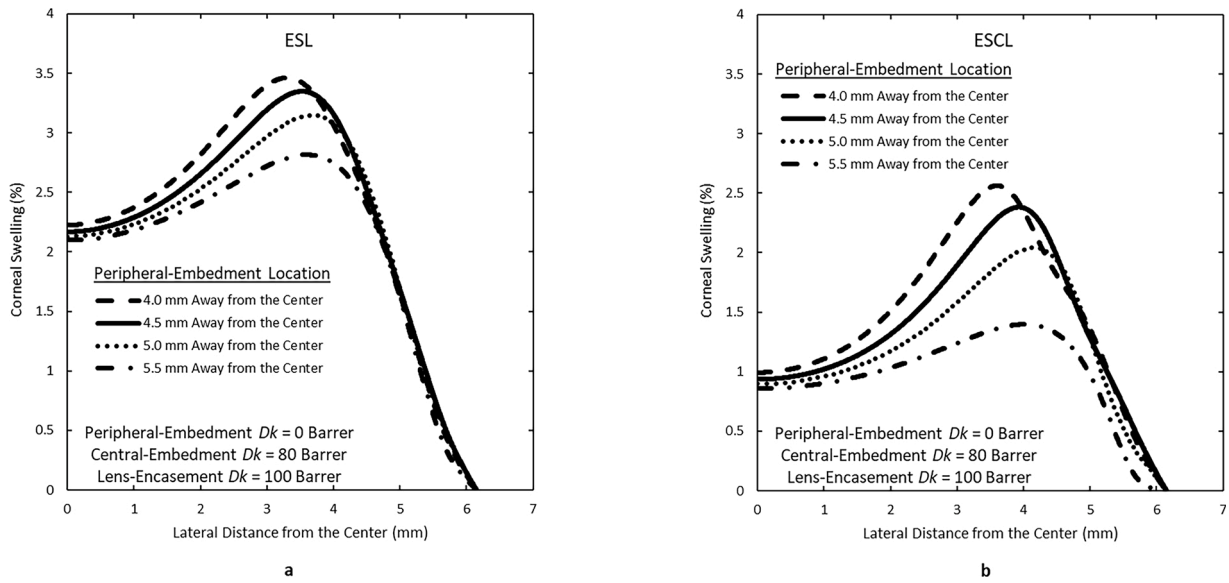 ESL
4
3.5
3
2.5
2
1.5
1
0.5
0
Corneal Swelling (%)
Peripheral-Embedment Location
4.0 mm Away from the Center
4.5 mm Away from the Center
5.0 mm Away from the Center
5.5 mm Away from the Center
Peripheral-Embedment Dk = 0 Barrer
Central-Embedment Dk = 80 Barrer
Lens-Encasement Dk = 100 Barrer
0 1 2 3 4 5 6 7
Lateral Distance from the Center (mm)
a
ESCL
4
3.5
3
2.5
2
1.5
1
0.5
0
Corneal Swelling (%)
Peripheral-Embedment Location
4.0 mm Away from the Center
4.5 mm Away from the Center
5.0 mm Away from the Center
5.5 mm Away from the Center
Peripheral-Embedment Dk = 0 Barrer
Central-Embedment Dk = 80 Barrer
Lens-Encasement Dk = 100 Barrer
0 1 2 3 4 5 6 7
Lateral Distance from the Center (mm)
b